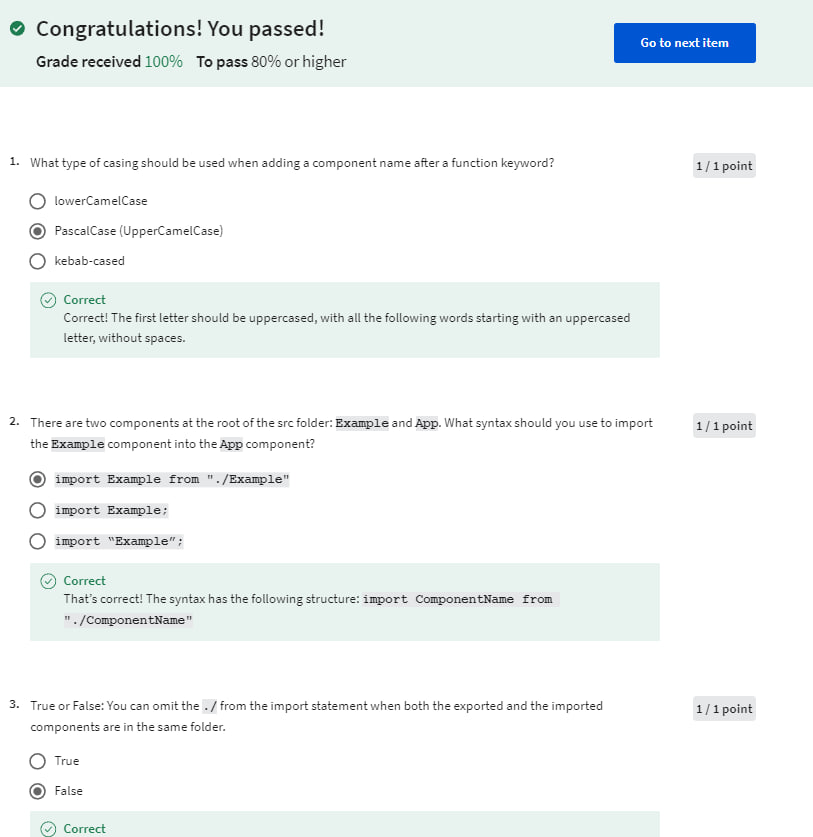 Congratulations! You passed!
Go to next item
Grade received 100% To pass 80% or higher
1. What type of casing should be used when adding a component name after a function keyword?
1 / 1 point
lowerCamelCase
PascalCase (UpperCamelCase)
kebab-cased
Correct
Correct! The first letter should be uppercased, with all the following words starting with an uppercased
letter, without spaces.
2. There are two components at the root of the src folder: Example and App. What syntax should you use to import
the Example component into the App component?
1 / 1 point
import Example from "./Example"
import Example;
import “Example”;
Correct
That's correct! The syntax has the following structure: import ComponentName from
"./ComponentName"
3. True or False: You can omit the ./ from the import statement when both the exported and the imported
components are in the same folder.
1 / 1 point
True
False
Correct